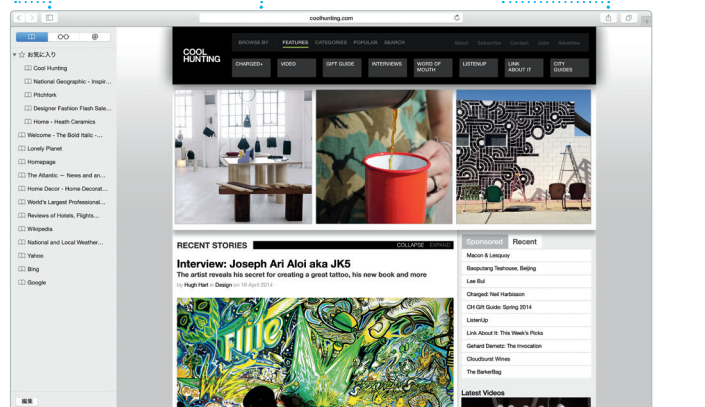 coolhunting.com
@
お気に入り
Cool Hunting
National Geographic - Inspir...
Pitchfork
Designer Fashion Flash Sale...
Home - Heath Ceramics
Welcome - The Bold Italic -...
Lonely Planet
Homepage
The Atlantic — News and an...
Home Decor - Home Decorat...
World's Largest Professional...
Reviews of Hotels, Flights...
Wikipedia
National and Local Weather...
Yahoo
Bing
Google
編集
COOL
HUNTING
BROWSE BY FEATURES CATEGORIES POPULAR SEARCH
About Subscribe Contact Jobs Advertise
CHARGED+ VIDEO GIFT GUIDE INTERVIEWS WORD OF MOUTH LISTENUP LINK ABOUT IT CITY GUIDES
RECENT STORIES COLLAPSE EXPAND
Interview: Joseph Ari Aloi aka JK5
The artist reveals his secret for creating a great tattoo, his new book and more
by Hugh Hart in Design on 16 April 2014
Flite
Sponsored Recent
Macon & Lesquoy
Baoputang Teahouse, Beijing
Lee Bul
Charged: Neil Harbisson
CH Gift Guide: Spring 2014
ListenUp
Link About It: This Week's Picks
Gehard Demetz: The Invocation
Cloudburst Wines
The BarkerBag
Latest Videos